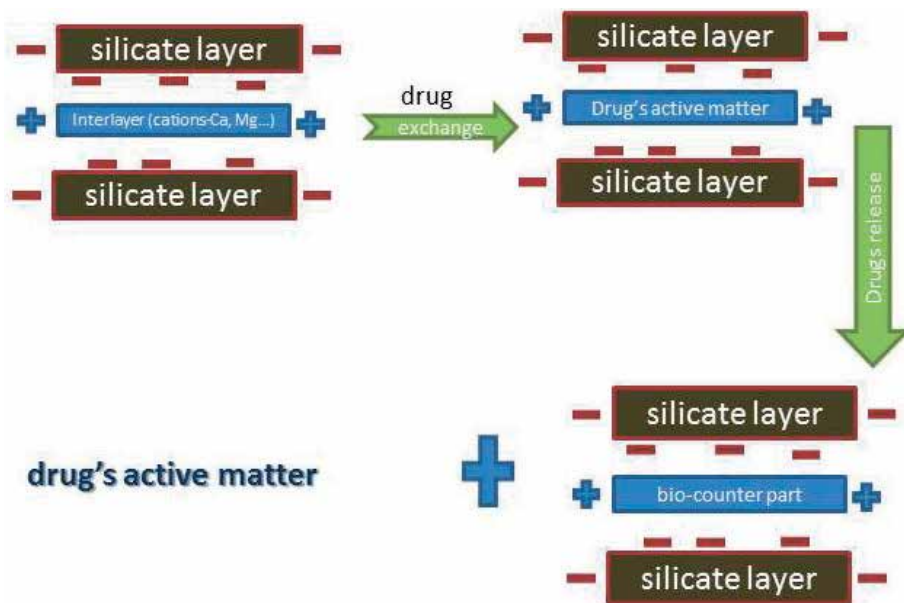 silicate layer
Interlayer (cations-Ca, Mg...)
silicate layer
drug
exchange
silicate layer
Drug's active matter
silicate layer
Drugs release
drug's active matter
silicate layer
bio-counter part
silicate layer